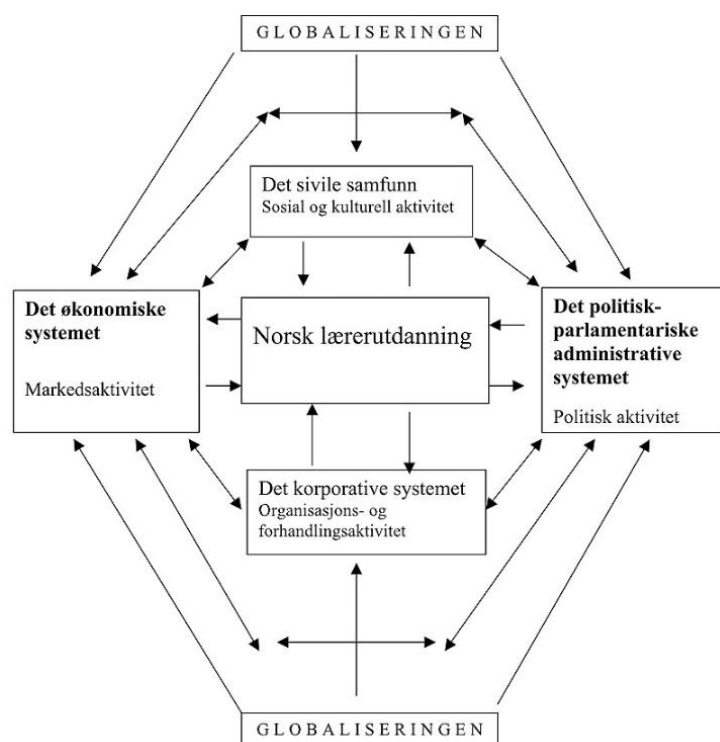 GLOBALISERINGEN
Det sivile samfunn
Sosial og kulturell aktivitet
Det økonomiske
systemet
Markedsaktivitet
Norsk lærerutdanning
Det politisk-
parlamentariske
administrative
systemet
Politisk aktivitet
Det korporative systemet
Organisasjons- og
forhandlingsaktivitet
GLOBALISERINGEN